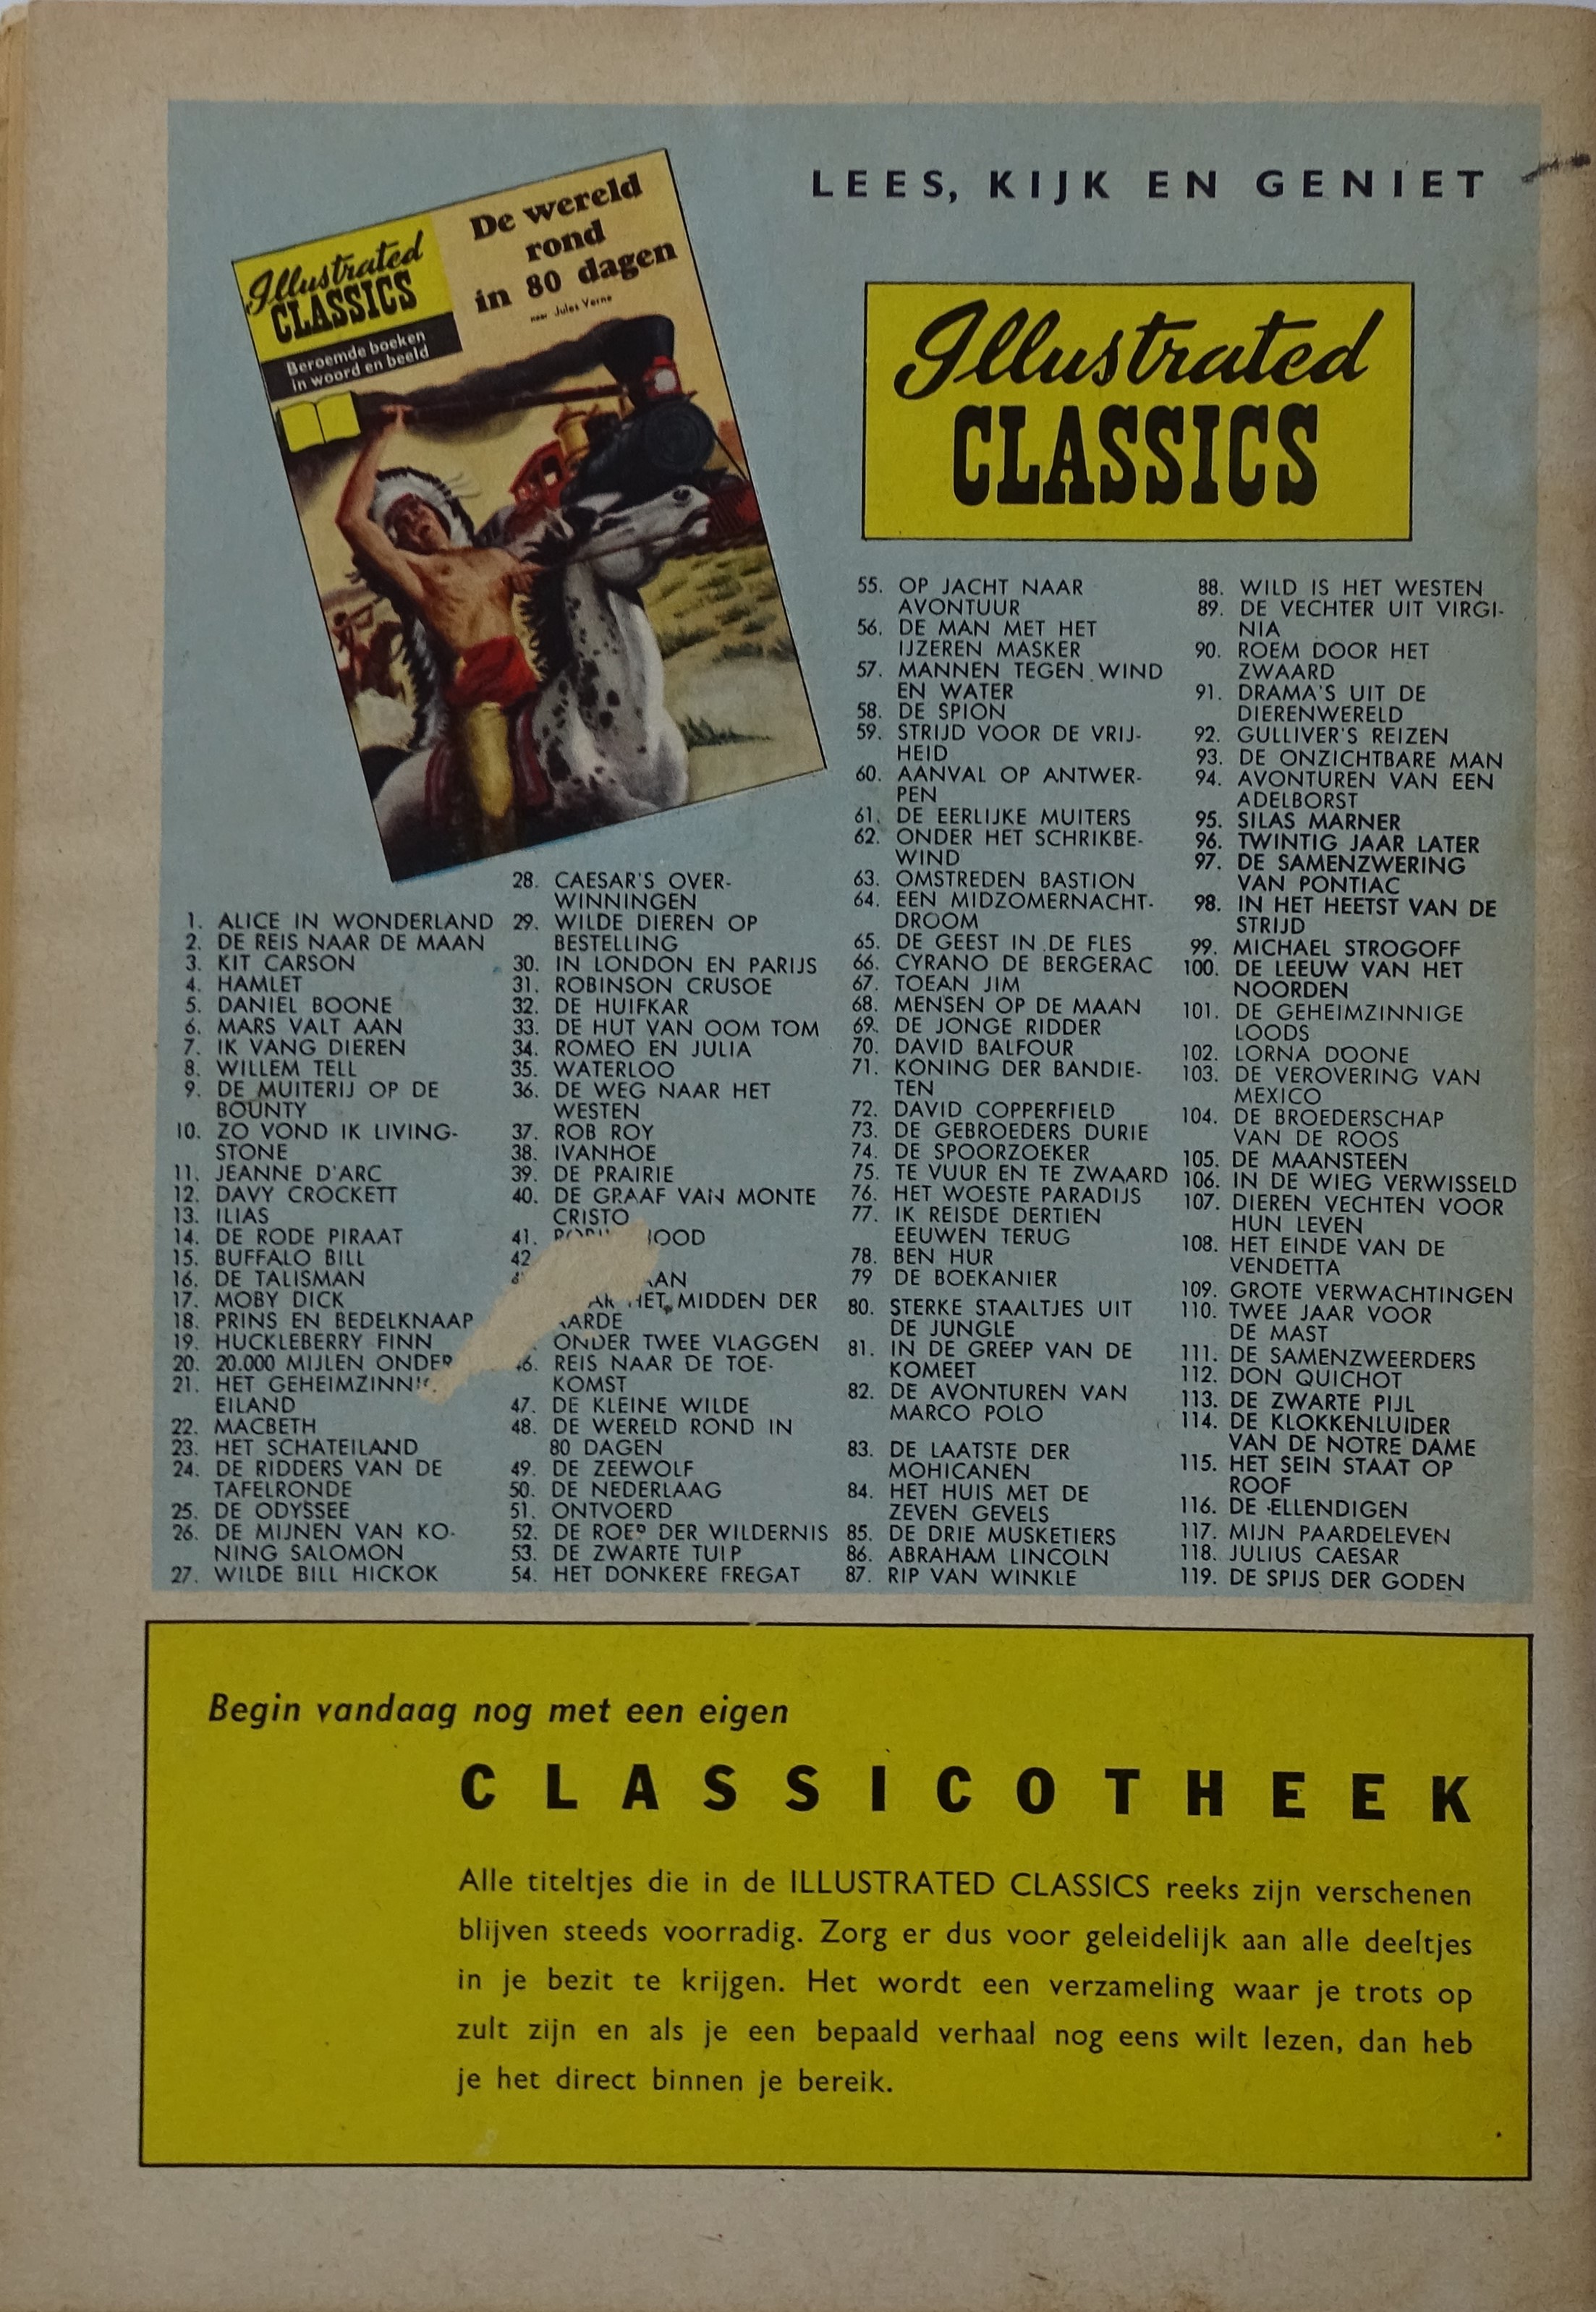 LEES, KIJK EN GENIET
Illustrated
CLASSICS
Beroemde boeken
in woord en beeld
De wereld
rond
in 80 dagen
naar Jules Verne
Illustrated
CLASSICS
1. ALICE IN WONDERLAND
2. DE REIS NAAR DE MAAN
3. KIT CARSON
4. HAMLET
5. DANIEL BOONE
6. MARS VALT AAN
7. IK VANG DIEREN
8. WILLEM TELL
9. DE MUITERIJ OP DE
BOUNTY
10. ZO VOND IK LIVING-
STONE
11. JEANNE D'ARC
12. DAVY CROCKETT
13. ILIAS
14. DE RODE PIRAAT
15. BUFFALO BILL
16. DE TALISMAN
17. MOBY DICK
18. PRINS EN BEDELKNAAP
19. HUCKLEBERRY FINN
20. 20.000 MIJLEN ONDER
21. HET
EILAND
22. MACBETH
23. HET SCHATEILAND
24. DE RIDDERS VAN DE
TAFELRONDE
25. DE ODYSSEE
26. DE MIJNEN VAN KO-
NING SALOMON
27. WILDE BILL HICKOK
28. CAESAR'S OVER-
WINNINGEN
29. WILDE DIEREN OP
BESTELLING
30. IN LONDON EN PARIJS
31. ROBINSON CRUSOE
32. DE HUIFKAR
33. DE HUT VAN OOM TOM
34. ROMEO EN JULIA
35. WATERLOO
36. DE WEG NAAR HET
WESTEN
37. ROB ROY
38. IVANHOE
39. DE PRAIRIE
40. DE GRAAF VAN MONTE
CRISTO
41.
42
HET MIDDEN DER
ONDER TWEE VLAGGEN
REIS NAAR DE TOE-
KOMST
47. DE KLEINE WILDE
48. DE WERELD ROND IN
80 DAGEN
49. DE ZEEWOLF
50. DE NEDERLAAG
51. ONTVOERD
52. DE ROEP DER WILDERNIS
53. DE ZWARTE TULP
54. HET DONKERE FREGAT
55. OP JACHT NAAR
AVONTUUR
56. DE MAN MET HET
IJZEREN MASKER
57. MANNEN TEGEN WIND
EN WATER
58. DE SPION
59. STRIJD VOOR DE VRIJ-
HEID
60. AANVAL OP ANTWER-
PEN
61. DE EERLIJKE MUITERS
62. ONDER HET SCHRIKBE-
WIND
63. OMSTREDEN BASTION
64. EEN MIDZOMERNACHT-
DROOM
65. DE GEEST IN DE FLES
66. CYRANO DE BERGERAC
67. TOEAN JIM
68. MENSEN OP DE MAAN
69. DE JONGE RIDDER
70. DAVID BALFOUR
71. KONING DER BANDIE-
TEN
72. DAVID COPPERFIELD
73. DE GEBROEDERS DURIE
74. DE SPOORZOEKER
75. TE VUUR EN TE ZWAARD
76. HET WOESTE PARADIJS
77. IK REISDE DERTIEN
EEUWEN TERUG
78. BEN HUR
79 DE BOEKANIER
80. STERKE STAALTJES UIT
DE JUNGLE
81. IN DE GREEP VAN DE
KOMEET
82. DE AVONTUREN VAN
MARCO POLO
83. DE LAATSTE DER
MOHICANEN
84. HET HUIS MET DE
ZEVEN GEVELS
85. DE DRIE MUSKETIERS
86. ABRAHAM LINCOLN
87. RIP VAN WINKLE
88. WILD IS HET WESTEN
89. DE VECHTER UIT VIRGI-
NIA
90. ROEM DOOR HET
ZWAARD
91. DRAMA'S UIT DE
DIERENWERELD
92. GULLIVER'S REIZEN
93. DE ONZICHTBARE MAN
94. AVONTUREN VAN EEN
ADELBORST
95. SILAS MARNER
96. TWINTIG JAAR LATER
97. DE SAMENZWERING
VAN PONTIAC
98. IN HET HEETST VAN DE
STRIJD
99. MICHAEL STROGOFF
100. DE LEEUW VAN HET
NOORDEN
101. DE GEHEIMZINNIGE
LOODS
102. LORNA DOONE
103. DE VEROVERING VAN
MEXICO
104. DE BROEDERSCHAP
VAN DE ROOS
105. DE MAANSTEEN
106. IN DE WIEG VERWISSELD
107. DIEREN VECHTEN VOOR
HUN LEVEN
108. HET EINDE VAN DE
VENDETTA
109. GROTE VERWACHTINGEN
110. TWEE JAAR VOOR
DE MAST
111. DE SAMENZWEERDERS
112. DON QUICHOT
113. DE ZWARTE PIJL
114. DE KLOKKENLUIDER
VAN DE NOTRE DAME
115. HET SEIN STAAT OP
ROOF
116. DE ELLENDIGEN
117. MIJN PAARDELEVEN
118. JULIUS CAESAR
119. DE SPIJS DER GODEN
Begin vandaag nog met een eigen
CLASSICOTHEEK
Alle titeltjes die in de ILLUSTRATED CLASSICS reeks zijn verschenen
blijven steeds voorradig. Zorg er dus voor geleidelijk aan alle deeltjes
in je bezit te krijgen. Het wordt een verzameling waar je trots op
zult zijn en als je een bepaald verhaal nog eens wilt lezen, dan heb
je het direct binnen je bereik.